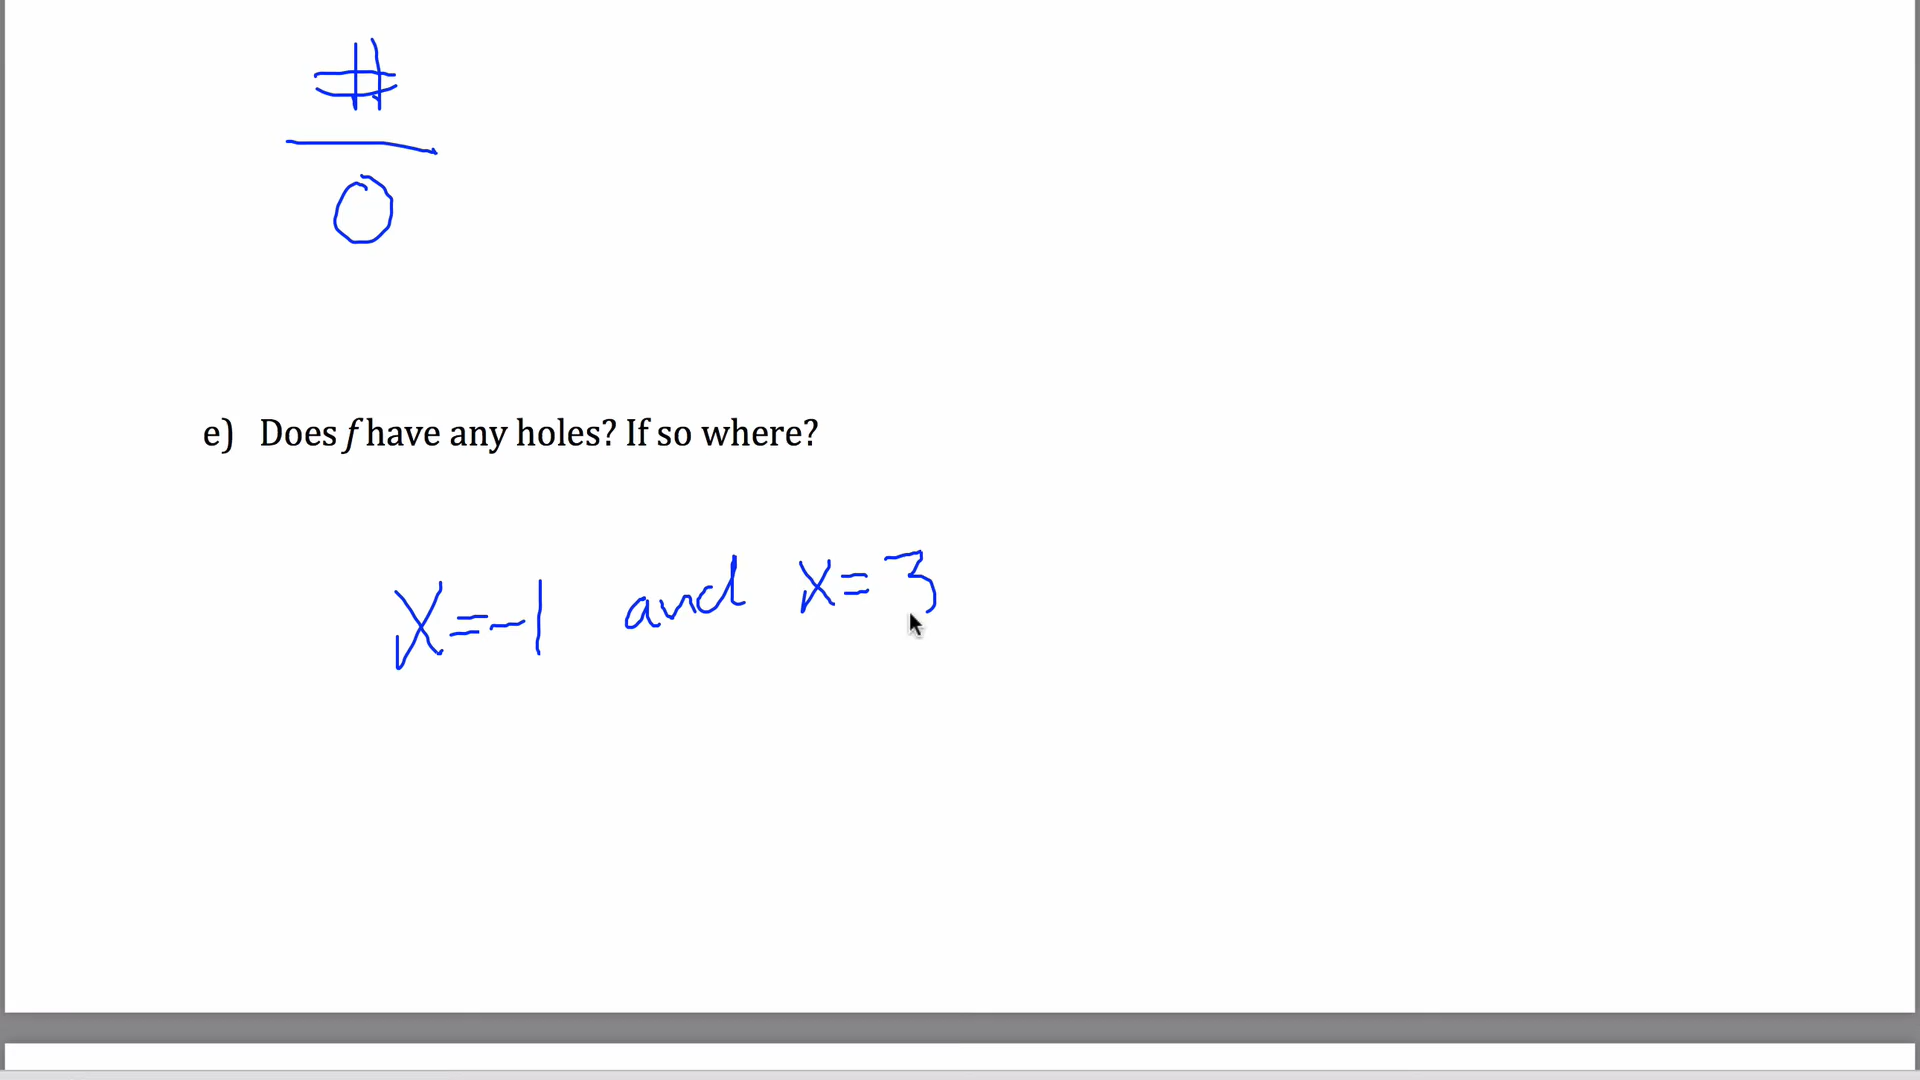 #
0
e) Does f have any holes? If so where?
X=-1 and x=3